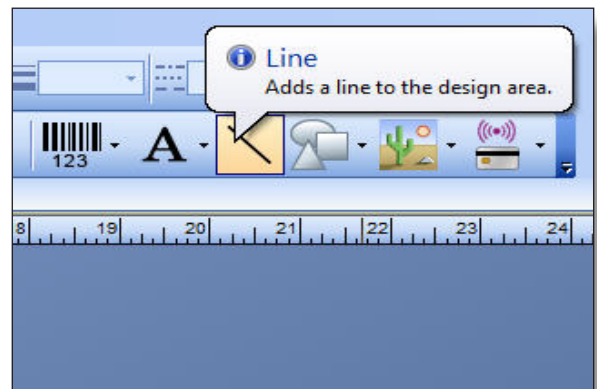 Line
Adds a line to the design area.
123
A
8 19 20 21 22 23 24